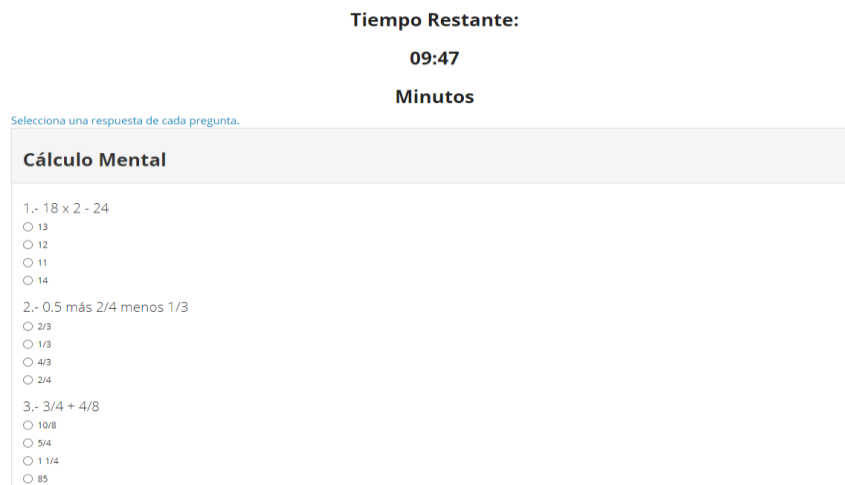 Tiempo Restante:
09:47
Minutos
Selecciona una respuesta de cada pregunta.
Cálculo Mental
1.- 18 x 2 - 24
13
12
11
14
2.- 0.5 más 2/4 menos 1/3
2/3
1/3
4/3
2/4
3.- 3/4 + 4/8
10/8
5/4
1 1/4
85